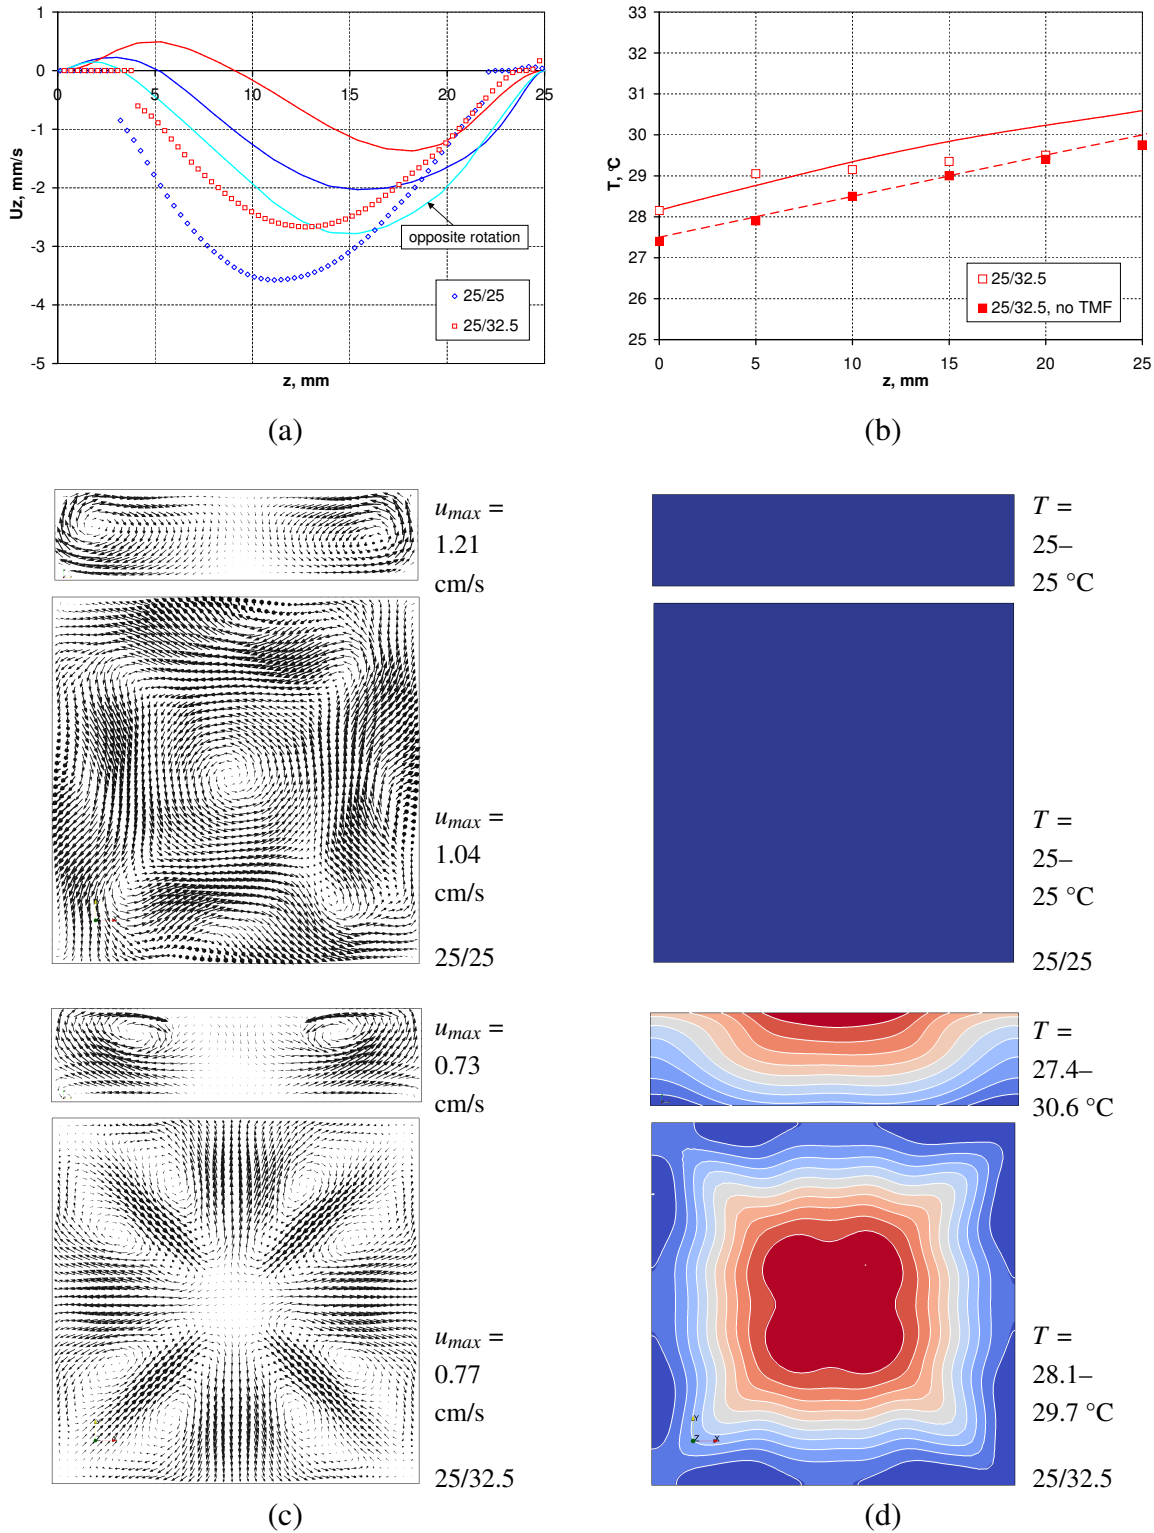 1
0
-1
-2
-3
-4
-5
0
5
10
15
20
25
Uz, mm/s
z, mm
opposite rotation
25/25
25/32.5
(a)
33
32
31
30
29
28
27
26
25
0
5
10
15
20
25
T, °C
z, mm
25/32.5
25/32.5, no TMF
(b)
u_max =
1.21
cm/s
u_max =
1.04
cm/s
25/25
T =
25–
25 °C
T =
25–
25 °C
25/25
u_max =
0.73
cm/s
u_max =
0.77
cm/s
25/32.5
(c)
T =
27.4–
30.6 °C
Y
Z X
T =
28.1–
29.7 °C
25/32.5
(d)